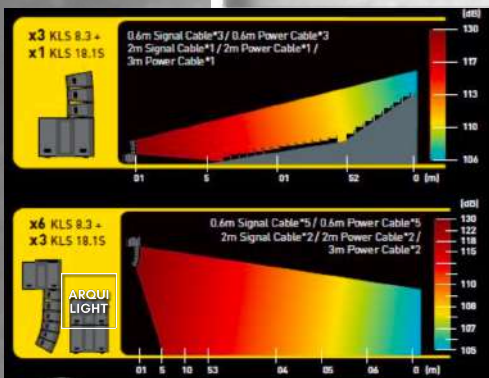 x3 KLS 8.3 +
x1 KLS 18.1S
0.6m Signal Cable*3 / 0.6m Power Cable*3
2m Signal Cable*1 / 2m Power Cable*1 /
3m Power Cable*1
(dB)
130
117
113
110
106
01 5 01 52 0 (m)
x6 KLS 8.3 +
x3 KLS 18.1S
0.6m Signal Cable*5 / 0.6m Power Cable*5
2m Signal Cable*2 / 2m Power Cable*2 /
3m Power Cable*2
(dB)
130
122
118
115
110
108
107
105
ARQUI
LIGHT
01 5 10 53 04 05 06 0 (m)